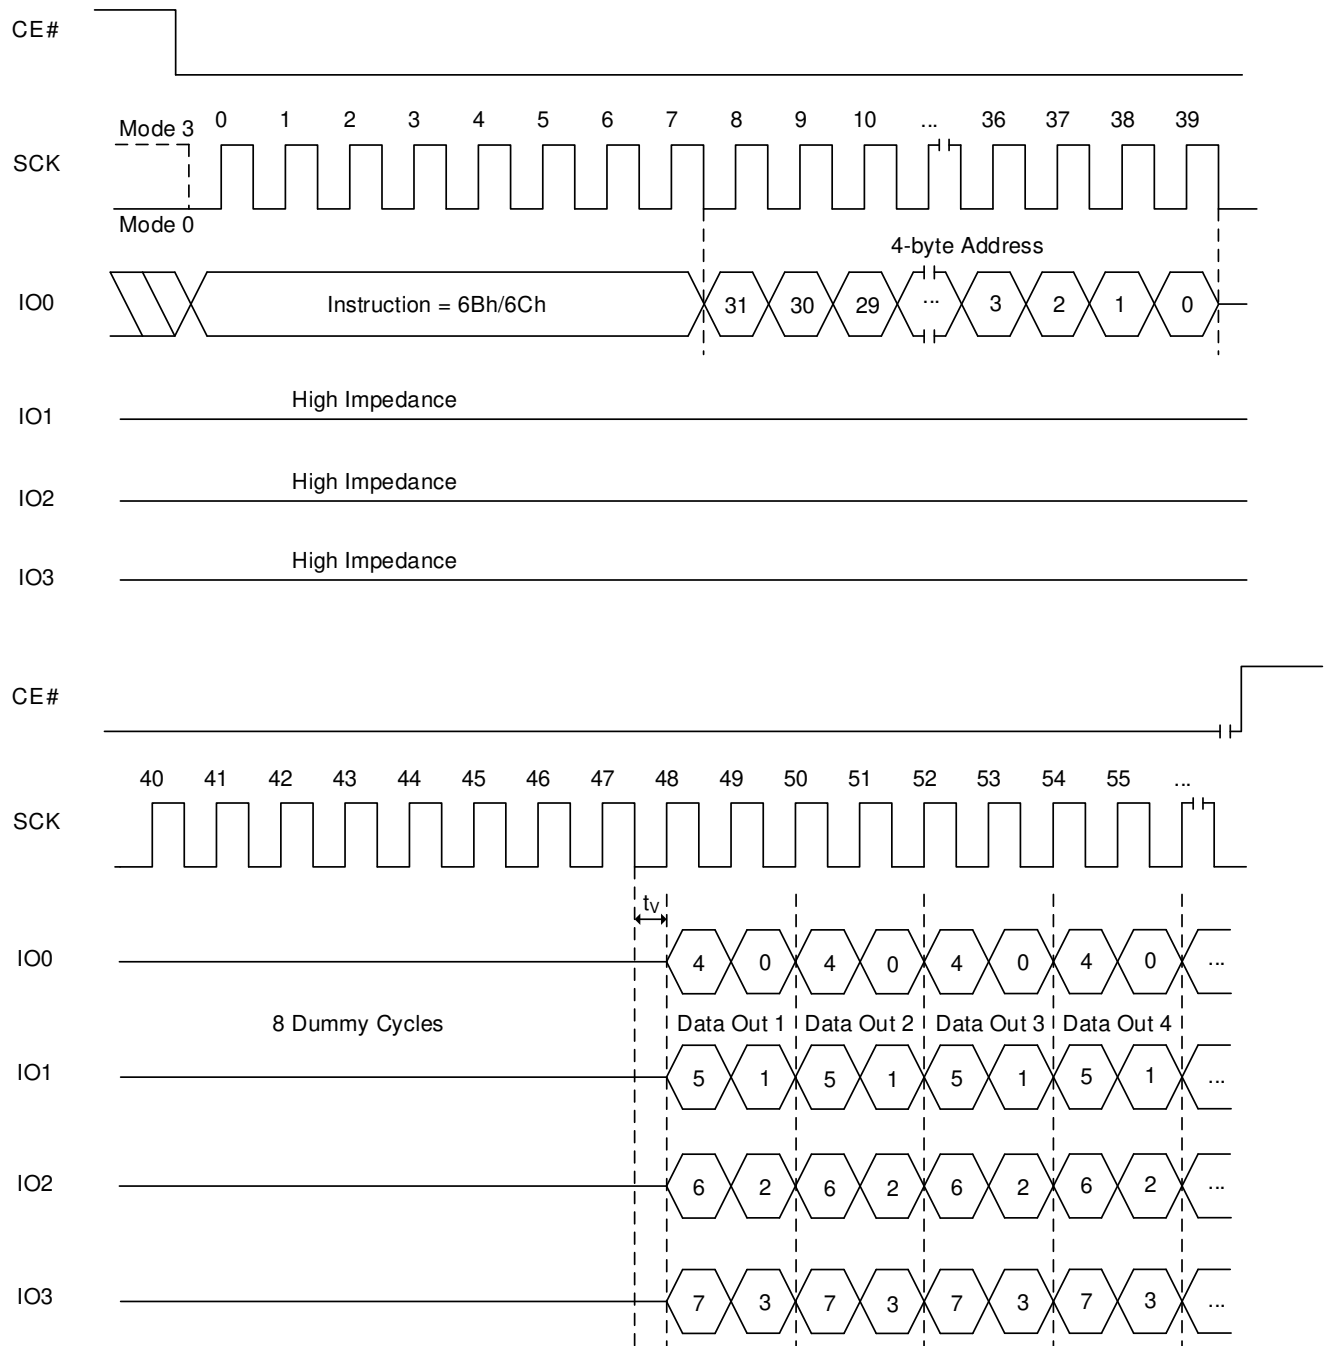 CE#
Mode 3 0 1 2 3 4 5 6 7 8 9 10 ... 36 37 38 39
SCK
Mode 0
4-byte Address
IO0 Instruction = 6Bh/6Ch 31 30 29 ... 3 2 1 0
High Impedance
IO1
High Impedance
IO2
High Impedance
IO3
CE#
40 41 42 43 44 45 46 47 48 49 50 51 52 53 54 55 ...
SCK
tV
IO0 4 0 4 0 4 0 4 0 ...
8 Dummy Cycles Data Out 1 Data Out 2 Data Out 3 Data Out 4
IO1 5 1 5 1 5 1 5 1 ...
IO2 6 2 6 2 6 2 6 2 ...
IO3 7 3 7 3 7 3 7 3 ...